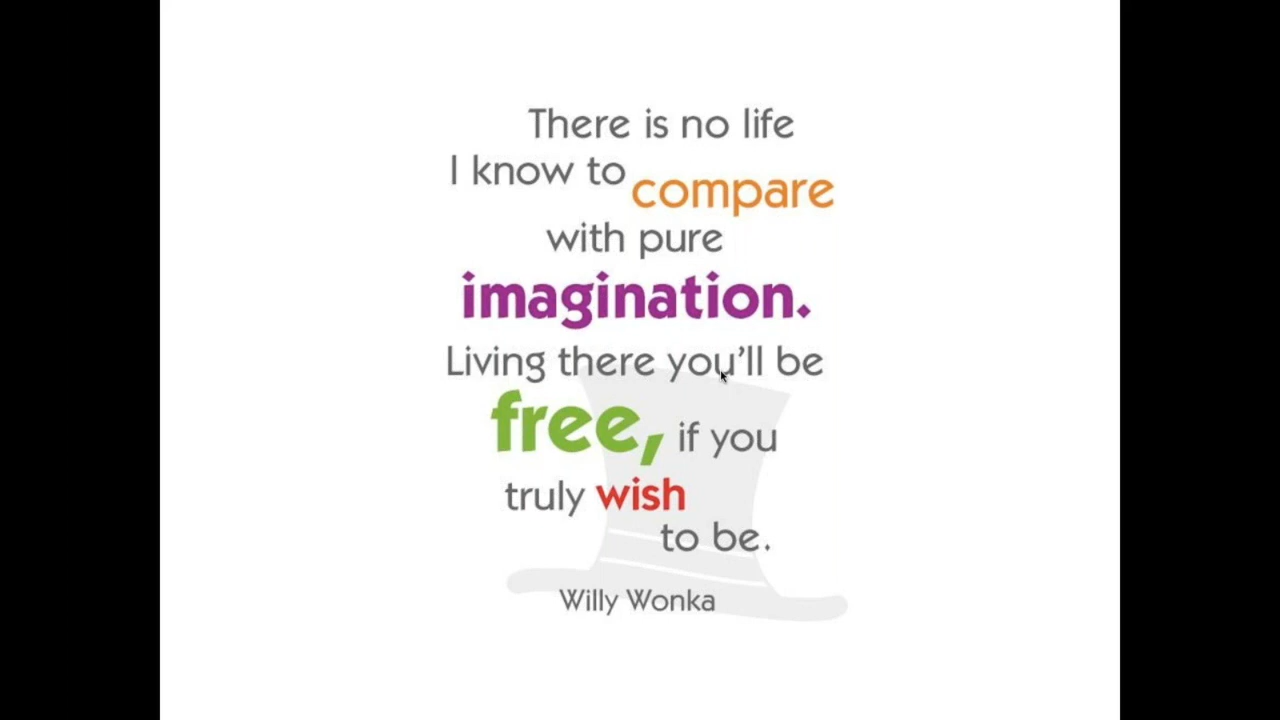 There is no life
I know to compare
with pure
imagination.
Living there you’ll be
free, if you
truly wish
to be.
Willy Wonka